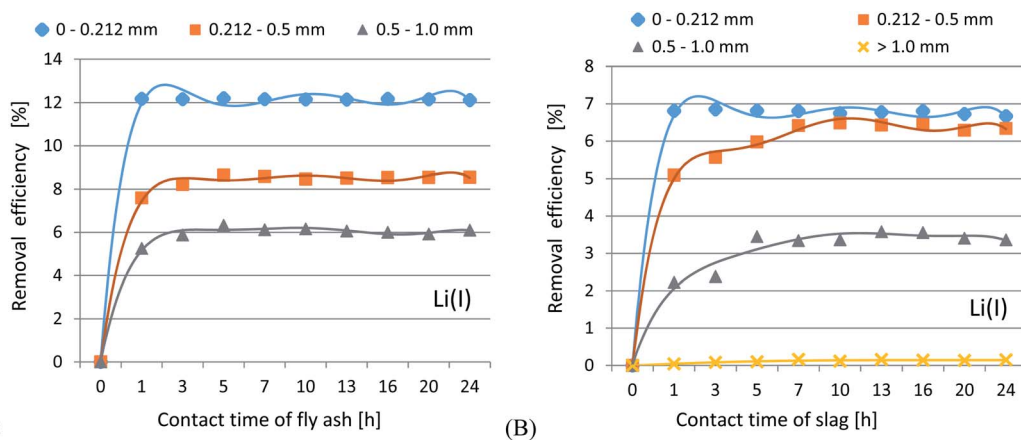 0 - 0.212 mm 0.212 - 0.5 mm 0.5 - 1.0 mm
14
12
10
8
6
4
2
0
Removal efficiency [%]
Li(I)
0 1 3 5 7 10 13 16 20 24
Contact time of fly ash [h]
(B)
0 - 0.212 mm 0.212 - 0.5 mm
0.5 - 1.0 mm > 1.0 mm
8
7
6
5
4
3
2
1
0
Removal efficiency [%]
Li(I)
0 1 3 5 7 10 13 16 20 24
Contact time of slag [h]